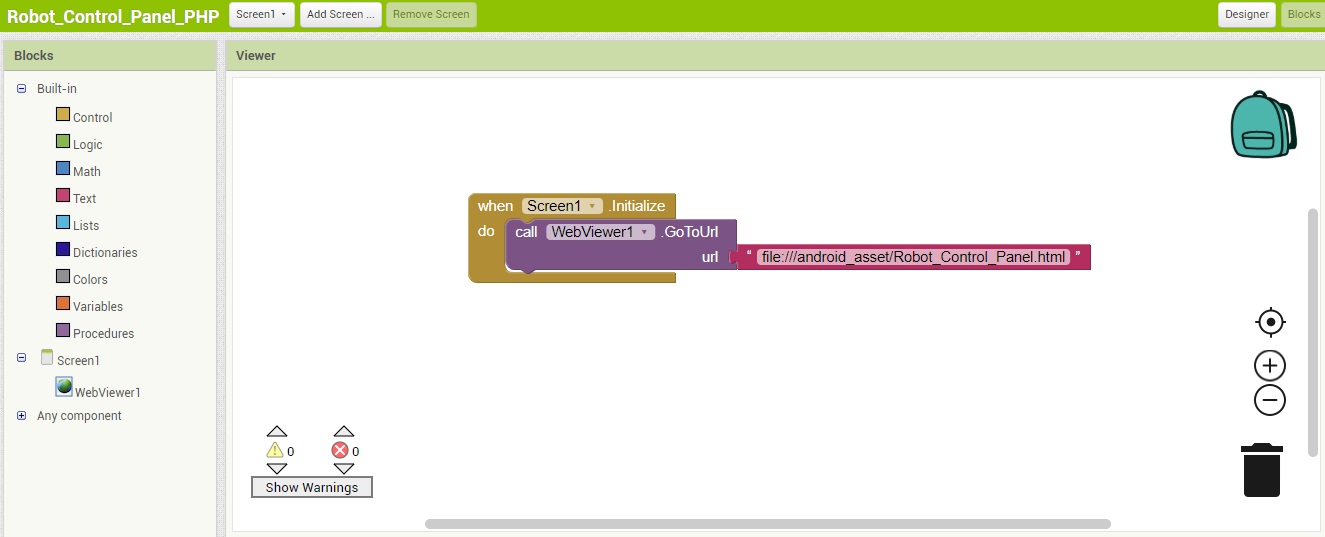 Robot_Control_Panel_PHP Screen1 Add Screen ... Remove Screen Designer Blocks
Blocks
Viewer
Built-in
Control
Logic
Math
Text
Lists
Dictionaries
Colors
Variables
Procedures
Screen1
WebViewer1
Any component
when Screen1 .Initialize
do call WebViewer1 .GoToUrl
url “ file:///android_asset/Robot_Control_Panel.html ”
0 0
Show Warnings